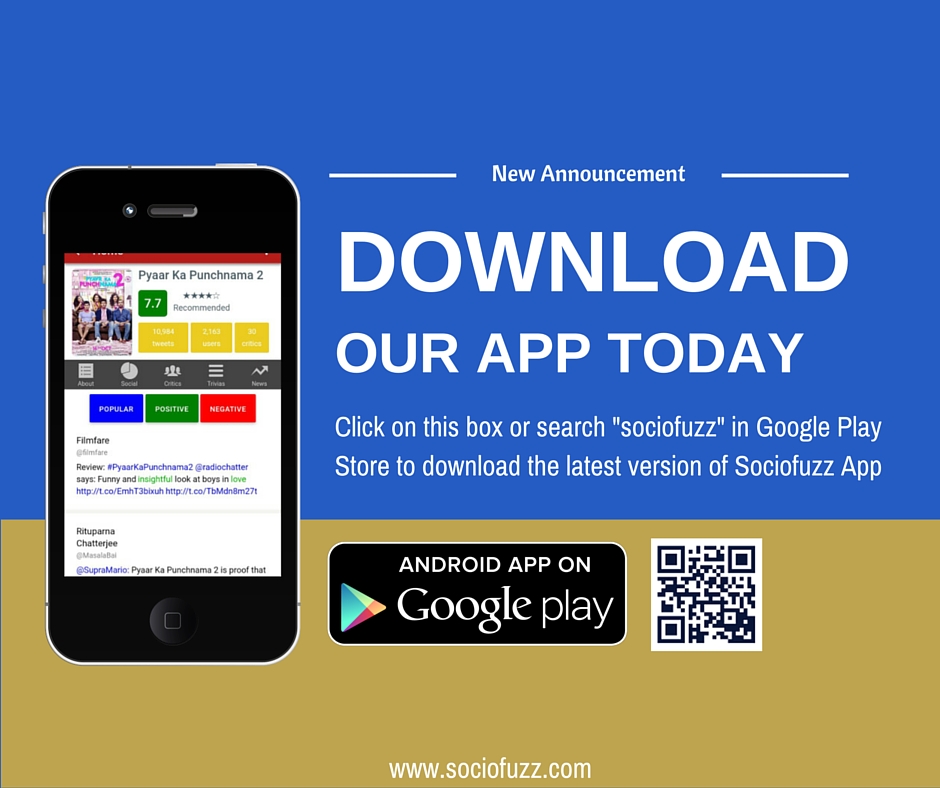 New Announcement
DOWNLOAD
OUR APP TODAY
Click on this box or search "sociofuzz" in Google Play
Store to download the latest version of Sociofuzz App
Pyaar Ka Punchnama 2
7.7
★★★★☆
Recommended
10,984
tweets
2,163
users
30
critics
About
Social
Critics
Trivias
News
POPULAR
POSITIVE
NEGATIVE
Filmfare
@filmfare
Review: #PyaarKaPunchnama2 @radiochatter
says: Funny and insightful look at boys in love
http://t.co/EmhT3bixuh http://t.co/TbMdn8m27t
Rituparna
Chatterjee
@MasalaBai
@SupraMario: Pyaar Ka Punchnama 2 is proof that
ANDROID APP ON
Google play
www.sociofuzz.com